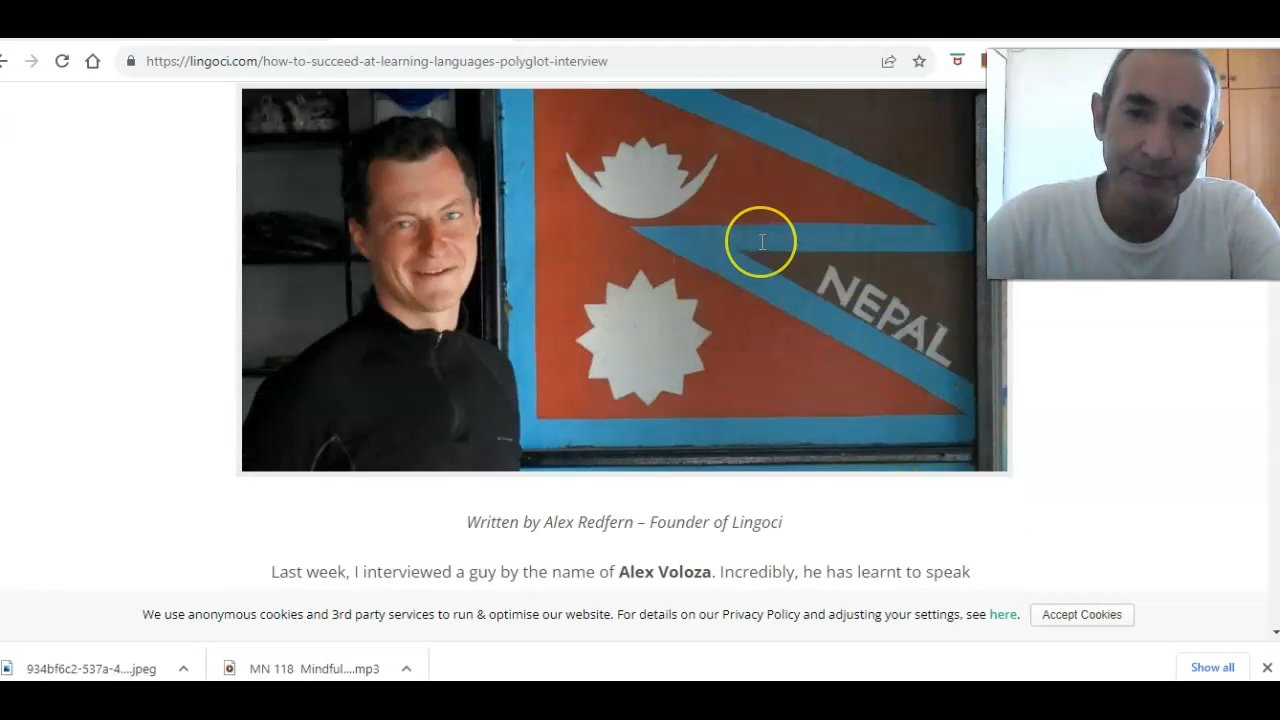 https://lingoci.com/how-to-succeed-at-learning-languages-polyglot-interview
NEPAL
Written by Alex Redfern – Founder of Lingoci
Last week, I interviewed a guy by the name of Alex Voloza. Incredibly, he has learnt to speak
We use anonymous cookies and 3rd party services to run & optimise our website. For details on our Privacy Policy and adjusting your settings, see here. Accept Cookies
934bf6c2-537a-4....jpeg MN 118 Mindful....mp3 Show all